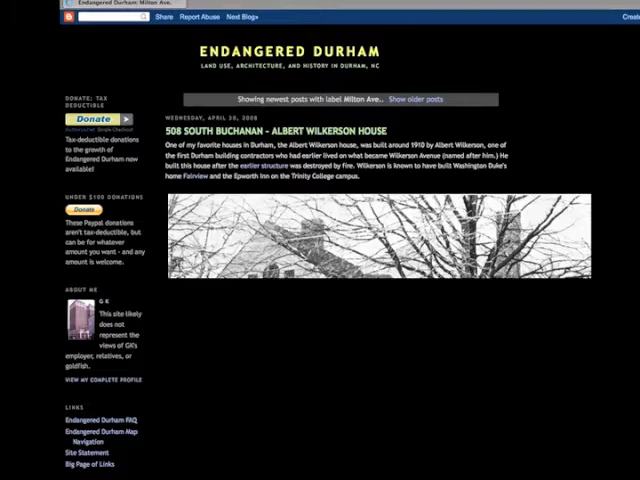 Endangered Durham: Milton Ave.
Share Report Abuse Next Blog»
ENDANGERED DURHAM
LAND USE, ARCHITECTURE, AND HISTORY IN DURHAM, NC
DONATE: TAX
DEDUCTIBLE
Donate
Simple Checkout
Tax-deductible donations
to the growth of
Endangered Durham now
available!
UNDER $100 DONATIONS
Donate
These Paypal donations
aren't tax-deductible, but
can be for whatever
amount you want - and any
amount is welcome.
ABOUT ME
G K
This site likely
does not
represent the
views of GK's
employer, relatives, or
goldfish.
VIEW MY COMPLETE PROFILE
LINKS
Endangered Durham FAQ
Endangered Durham Map
Navigation
Site Statement
Big Page of Links
Showing newest posts with label Milton Ave.. Show older posts
WEDNESDAY, APRIL 30, 2008
508 SOUTH BUCHANAN - ALBERT WILKERSON HOUSE
One of my favorite houses in Durham, the Albert Wilkerson house, was built around 1910 by Albert Wilkerson, one of
the first Durham building contractors who had earlier lived on what became Wilkerson Avenue (named after him.) He
built this house after the earlier structure was destroyed by fire. Wilkerson is known to have built Washington Duke's
home Fairview and the Epworth Inn on the Trinity College campus.